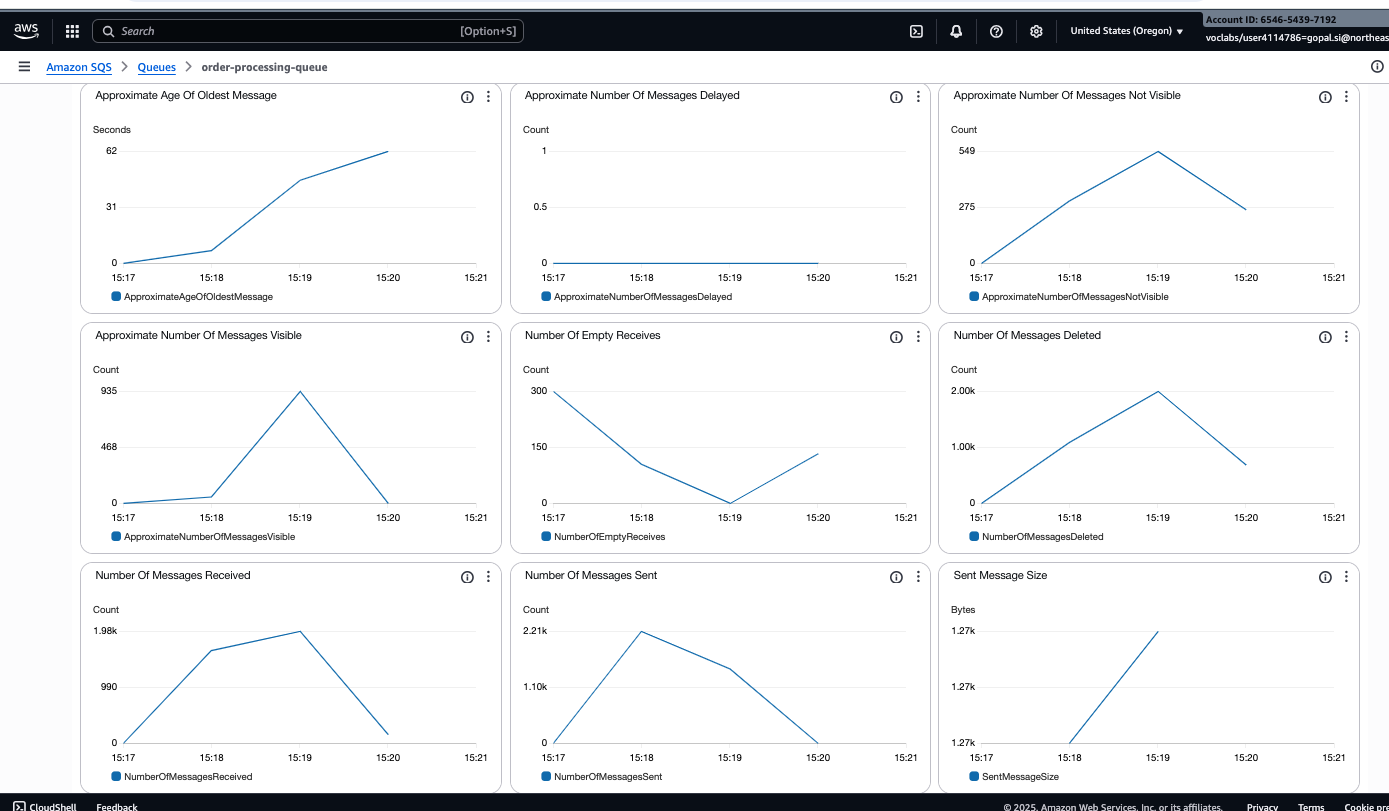 aws
Search [Option+S]
United States (Oregon)
Account ID: 6546-5439-7192
voclabs/user4114786=gopal.si@northeas
Amazon SQS
Queues
order-processing-queue
Approximate Age Of Oldest Message
Seconds
62
31
0
15:17 15:18 15:19 15:20 15:21
ApproximateAgeOfOldestMessage
Approximate Number Of Messages Delayed
Count
1
0.5
0
15:17 15:18 15:19 15:20 15:21
ApproximateNumberOfMessagesDelayed
Approximate Number Of Messages Not Visible
Count
549
275
0
15:17 15:18 15:19 15:20 15:21
ApproximateNumberOfMessagesNotVisible
Approximate Number Of Messages Visible
Count
935
468
0
15:17 15:18 15:19 15:20 15:21
ApproximateNumberOfMessagesVisible
Number Of Empty Receives
Count
300
150
0
15:17 15:18 15:19 15:20 15:21
NumberOfEmptyReceives
Number Of Messages Deleted
Count
2.00k
1.00k
0
15:17 15:18 15:19 15:20 15:21
NumberOfMessagesDeleted
Number Of Messages Received
Count
1.98k
990
0
15:17 15:18 15:19 15:20 15:21
NumberOfMessagesReceived
Number Of Messages Sent
Count
2.21k
1.10k
0
15:17 15:18 15:19 15:20 15:21
NumberOfMessagesSent
Sent Message Size
Bytes
1.27k
1.27k
1.27k
15:17 15:18 15:19 15:20 15:21
SentMessageSize
CloudShell Feedback © 2025, Amazon Web Services, Inc. or its affiliates. Privacy Terms Cookie pre